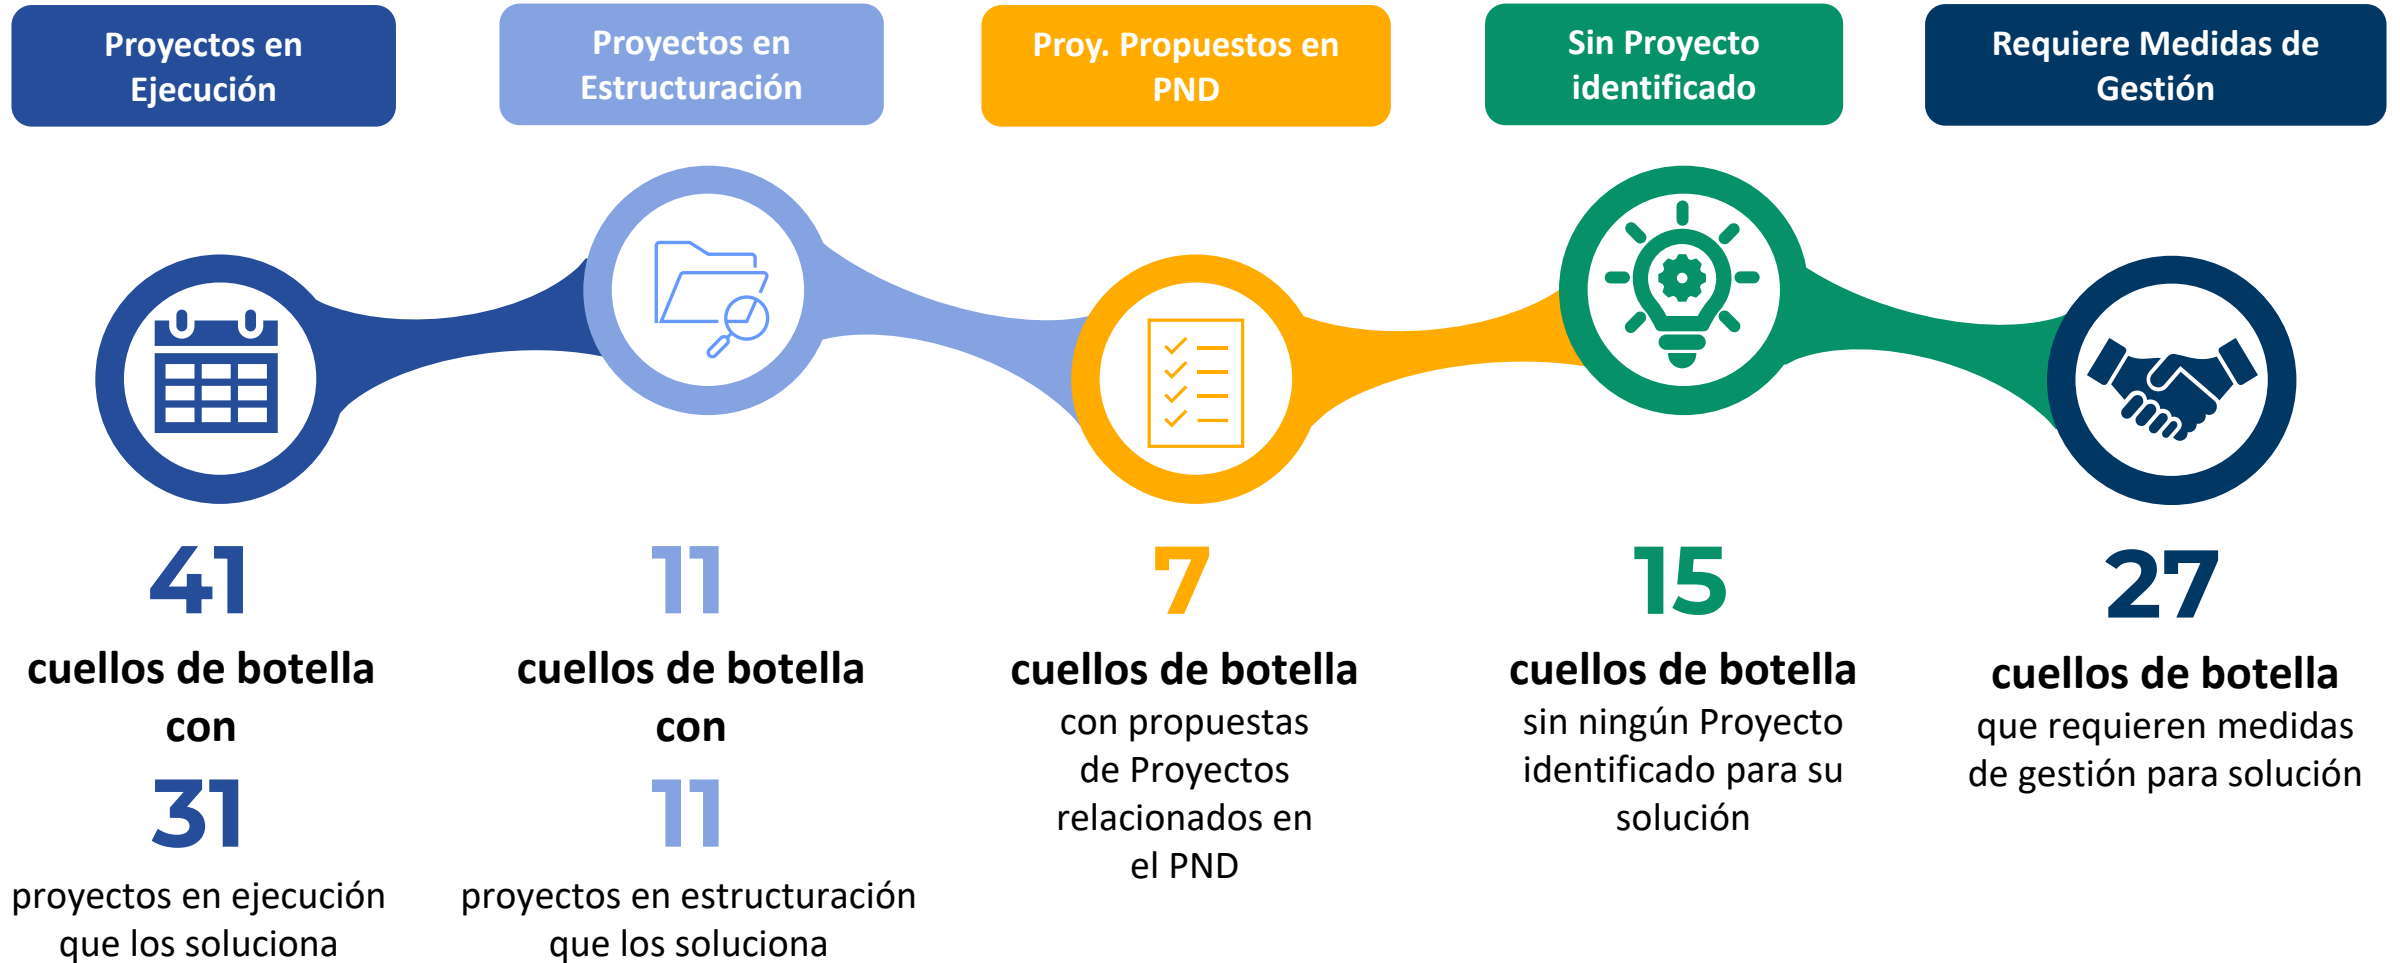 Proyectos en
Ejecución
Proyectos en
Estructuración
Proy. Propuestos en
PND
Sin Proyecto
identificado
Requiere Medidas de
Gestión
41
cuellos de botella
con
31
proyectos en ejecución
que los soluciona
11
cuellos de botella
con
11
proyectos en estructuración
que los soluciona
7
cuellos de botella
con propuestas
de Proyectos
relacionados en
el PND
15
cuellos de botella
sin ningún Proyecto
identificado para su
solución
27
cuellos de botella
que requieren medidas
de gestión para solución